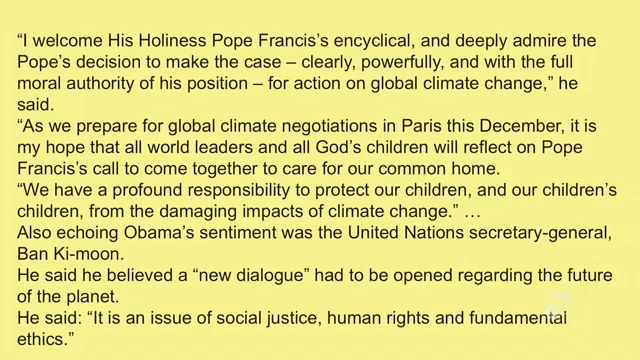 “I welcome His Holiness Pope Francis’s encyclical, and deeply admire the
Pope’s decision to make the case – clearly, powerfully, and with the full
moral authority of his position – for action on global climate change,” he
said.
“As we prepare for global climate negotiations in Paris this December, it is
my hope that all world leaders and all God’s children will reflect on Pope
Francis’s call to come together to care for our common home.
“We have a profound responsibility to protect our children, and our children’s
children, from the damaging impacts of climate change.” …
Also echoing Obama’s sentiment was the United Nations secretary-general,
Ban Ki-moon.
He said he believed a “new dialogue” had to be opened regarding the future
of the planet.
He said: “It is an issue of social justice, human rights and fundamental
ethics.”